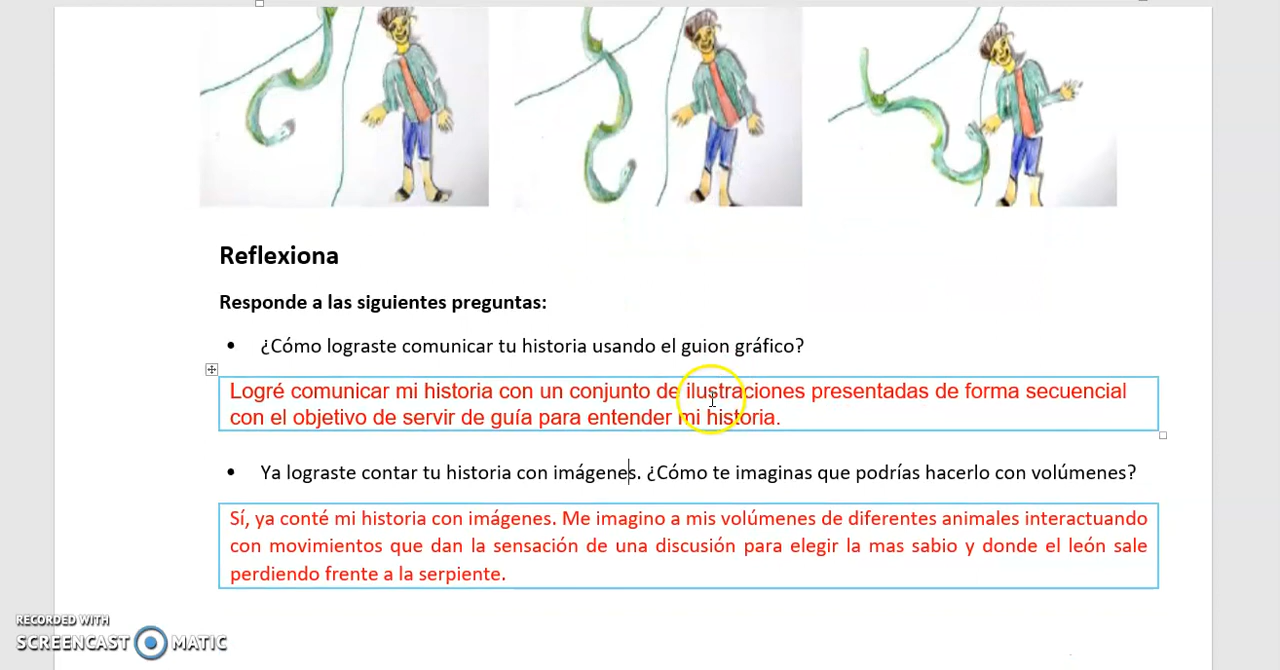 Reflexiona
Responde a las siguientes preguntas:
• ¿Cómo lograste comunicar tu historia usando el guion gráfico?
Logré comunicar mi historia con un conjunto de ilustraciones presentadas de forma secuencial
con el objetivo de servir de guía para entender mi historia.
• Ya lograste contar tu historia con imágenes. ¿Cómo te imaginas que podrías hacerlo con volúmenes?
Sí, ya conté mi historia con imágenes. Me imagino a mis volúmenes de diferentes animales interactuando
con movimientos que dan la sensación de una discusión para elegir la mas sabio y donde el león sale
perdiendo frente a la serpiente.
RECORDED WITH
SCREENCAST MATIC